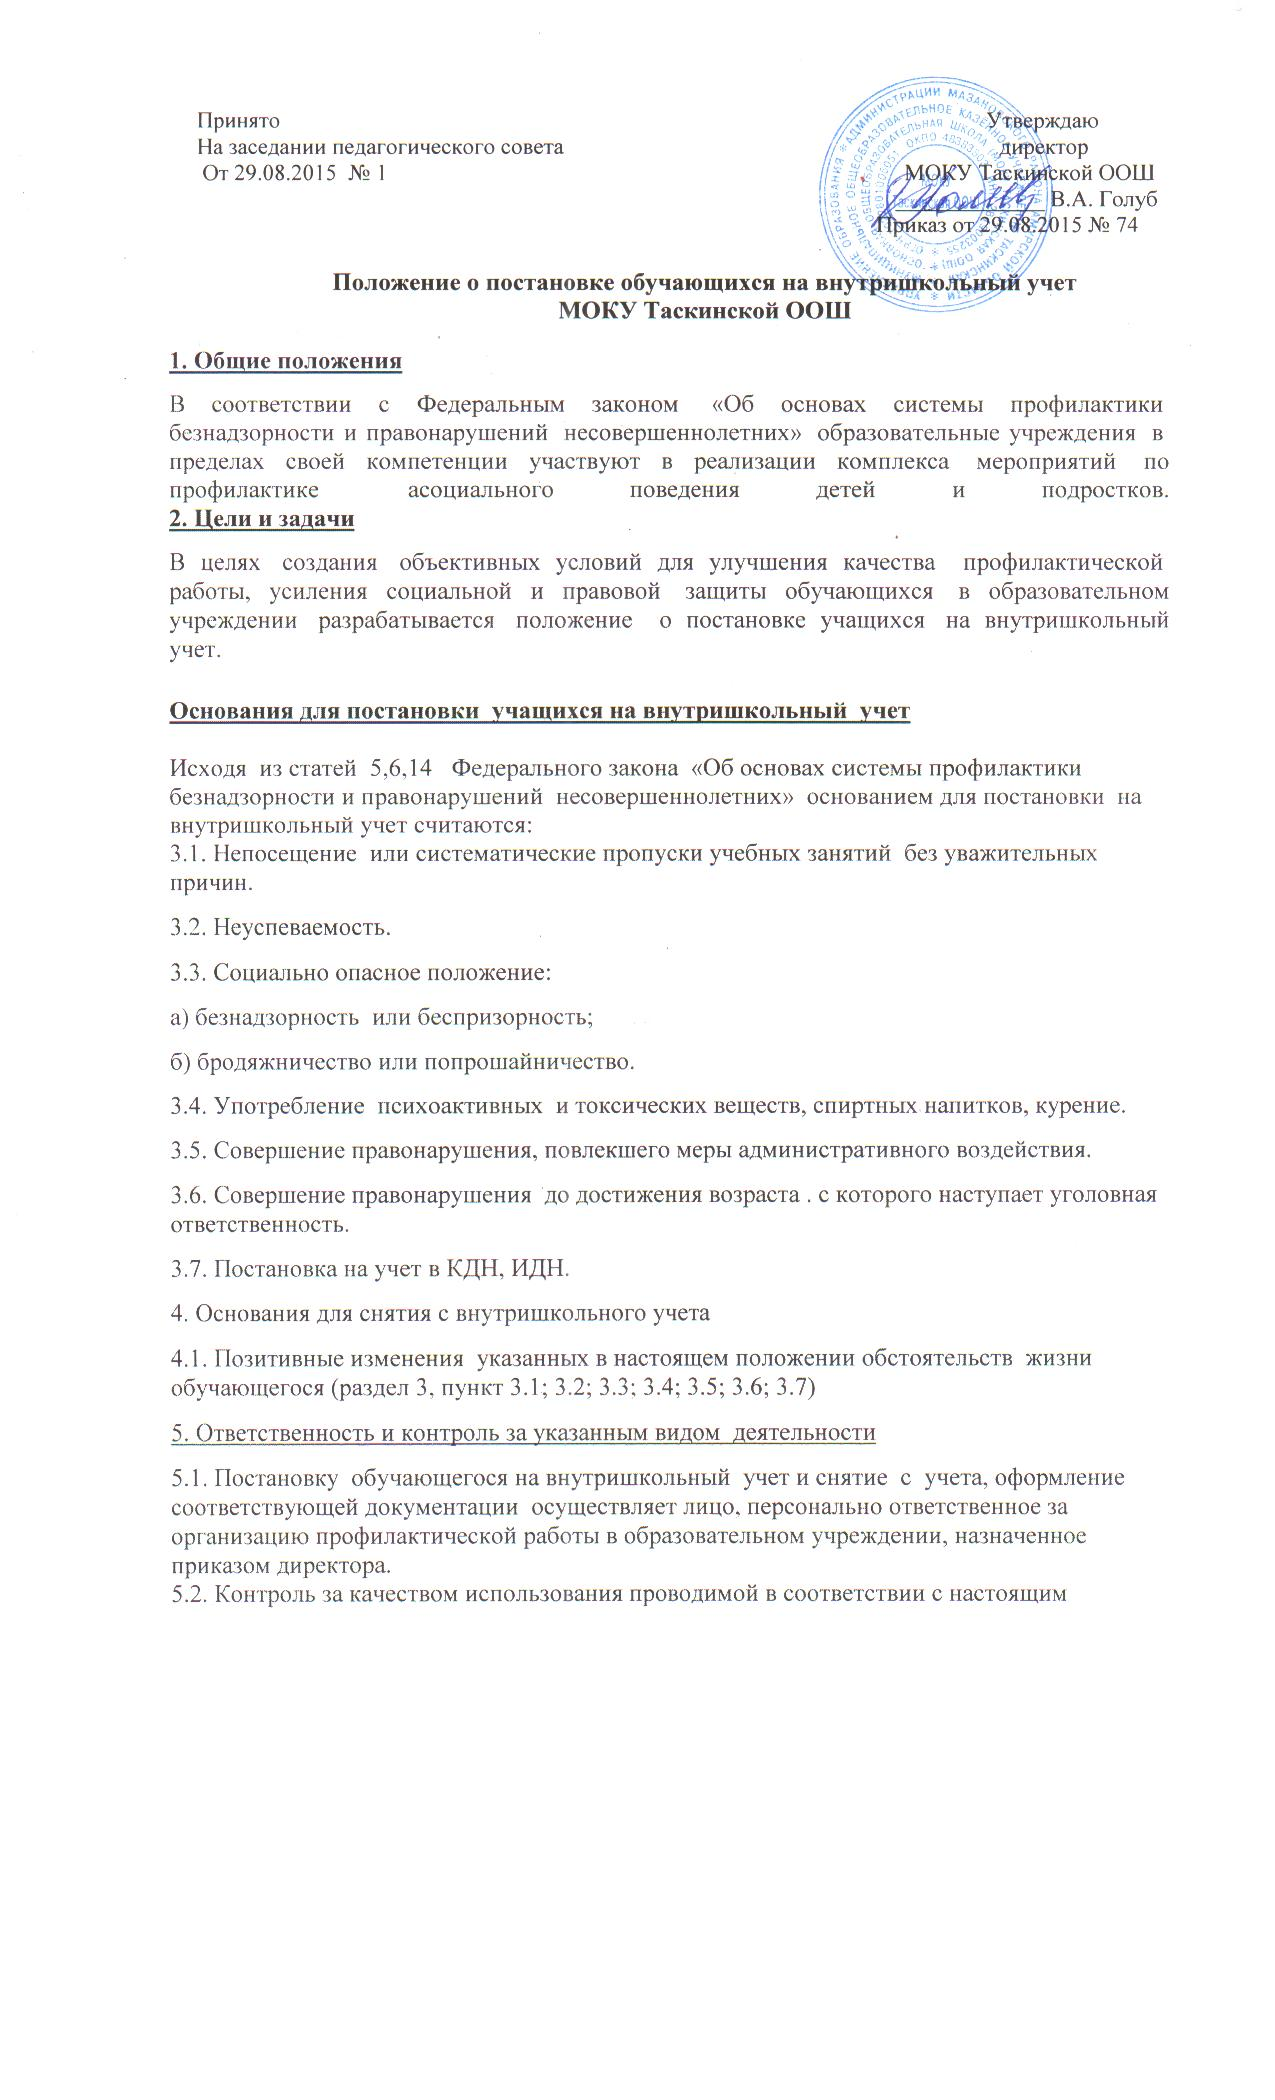 Принято
На заседании педагогического совета
От 29.08.2015 № 1
Утверждаю
директор
МОКУ Таскинской ООШ
В.А. Голуб
Приказ от 29.08.2015 № 74
Положение о постановке обучающихся на внутришкольный учет
МОКУ Таскинской ООШ
1. Общие положения
В соответствии с Федеральным законом «Об основах системы профилактики
безнадзорности и правонарушений несовершеннолетних» образовательные учреждения в
пределах своей компетенции участвуют в реализации комплекса мероприятий по
профилактике асоциального поведения детей и подростков.
2. Цели и задачи
В целях создания объективных условий для улучшения качества профилактической
работы, усиления социальной и правовой защиты обучающихся в образовательном
учреждении разрабатывается положение о постановке учащихся на внутришкольный
учет.
Основания для постановки учащихся на внутришкольный учет
Исходя из статей 5,6,14 Федерального закона «Об основах системы профилактики
безнадзорности и правонарушений несовершеннолетних» основанием для постановки на
внутришкольный учет считаются:
3.1. Непосещение или систематические пропуски учебных занятий без уважительных
причин.
3.2. Неуспеваемость.
3.3. Социально опасное положение:
а) безнадзорность или беспризорность;
б) бродяжничество или попрошайничество.
3.4. Употребление психоактивных и токсических веществ, спиртных напитков, курение.
3.5. Совершение правонарушения, повлекшего меры административного воздействия.
3.6. Совершение правонарушения до достижения возраста . с которого наступает уголовная
ответственность.
3.7. Постановка на учет в КДН, ИДН.
4. Основания для снятия с внутришкольного учета
4.1. Позитивные изменения указанных в настоящем положении обстоятельств жизни
обучающегося (раздел 3, пункт 3.1; 3.2; 3.3; 3.4; 3.5; 3.6; 3.7)
5. Ответственность и контроль за указанным видом деятельности
5.1. Постановку обучающегося на внутришкольный учет и снятие с учета, оформление
соответствующей документации осуществляет лицо, персонально ответственное за
организацию профилактической работы в образовательном учреждении, назначенное
приказом директора.
5.2. Контроль за качеством использования проводимой в соответствии с настоящим